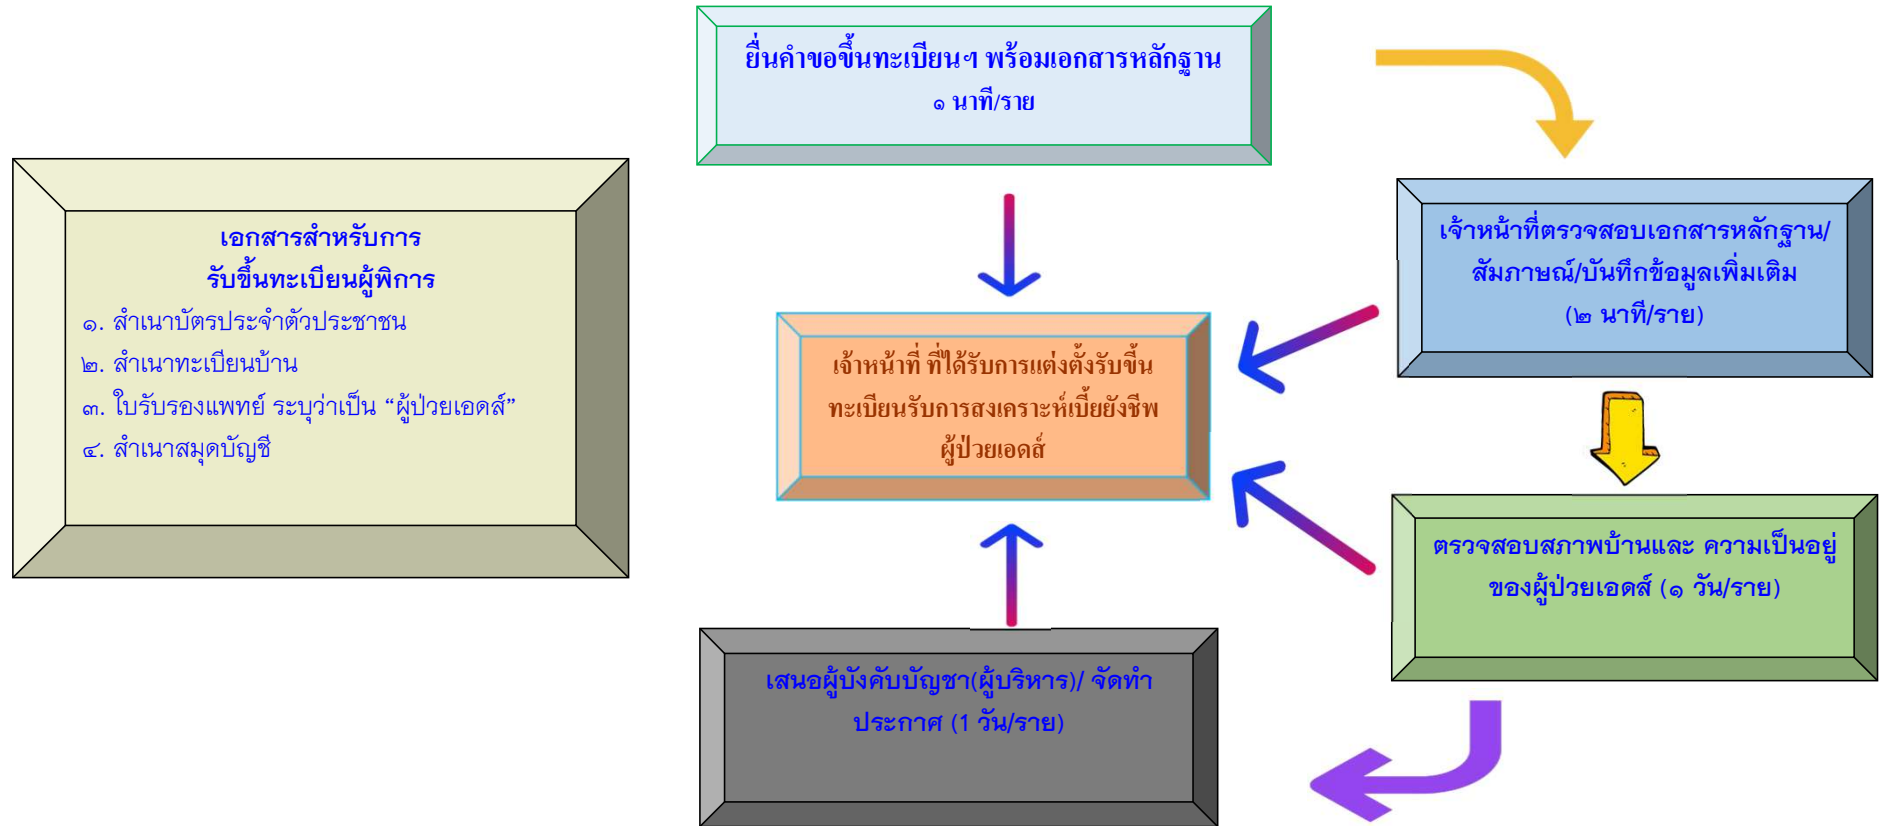 ยื่นคำขอขึ้นทะเบียนฯ พร้อมเอกสารหลักฐาน
๑ นาที/ราย
เอกสารสำหรับการ
รับขึ้นทะเบียนผู้พิการ
๑. สำเนาบัตรประจำตัวประชาชน
๒. สำเนาทะเบียนบ้าน
๓. ใบรับรองแพทย์ ระบุว่าเป็น “ผู้ป่วยเอดส์”
๔. สำเนาสมุดบัญชี
เจ้าหน้าที่ตรวจสอบเอกสารหลักฐาน/
สัมภาษณ์/บันทึกข้อมูลเพิ่มเติม
(๒ นาที/ราย)
เจ้าหน้าที่ ที่ได้รับการแต่งตั้งรับขี้น
ทะเบียนรับการสงเคราะห์เบี้ยยังชีพ
ผู้ป่วยเอดส์
ตรวจสอบสภาพบ้านและ ความเป็นอยู่
ของผู้ป่วยเอดส์ (๑ วัน/ราย)
เสนอผู้บังคับบัญชา(ผู้บริหาร)/ จัดทำ
ประกาศ (1 วัน/ราย)